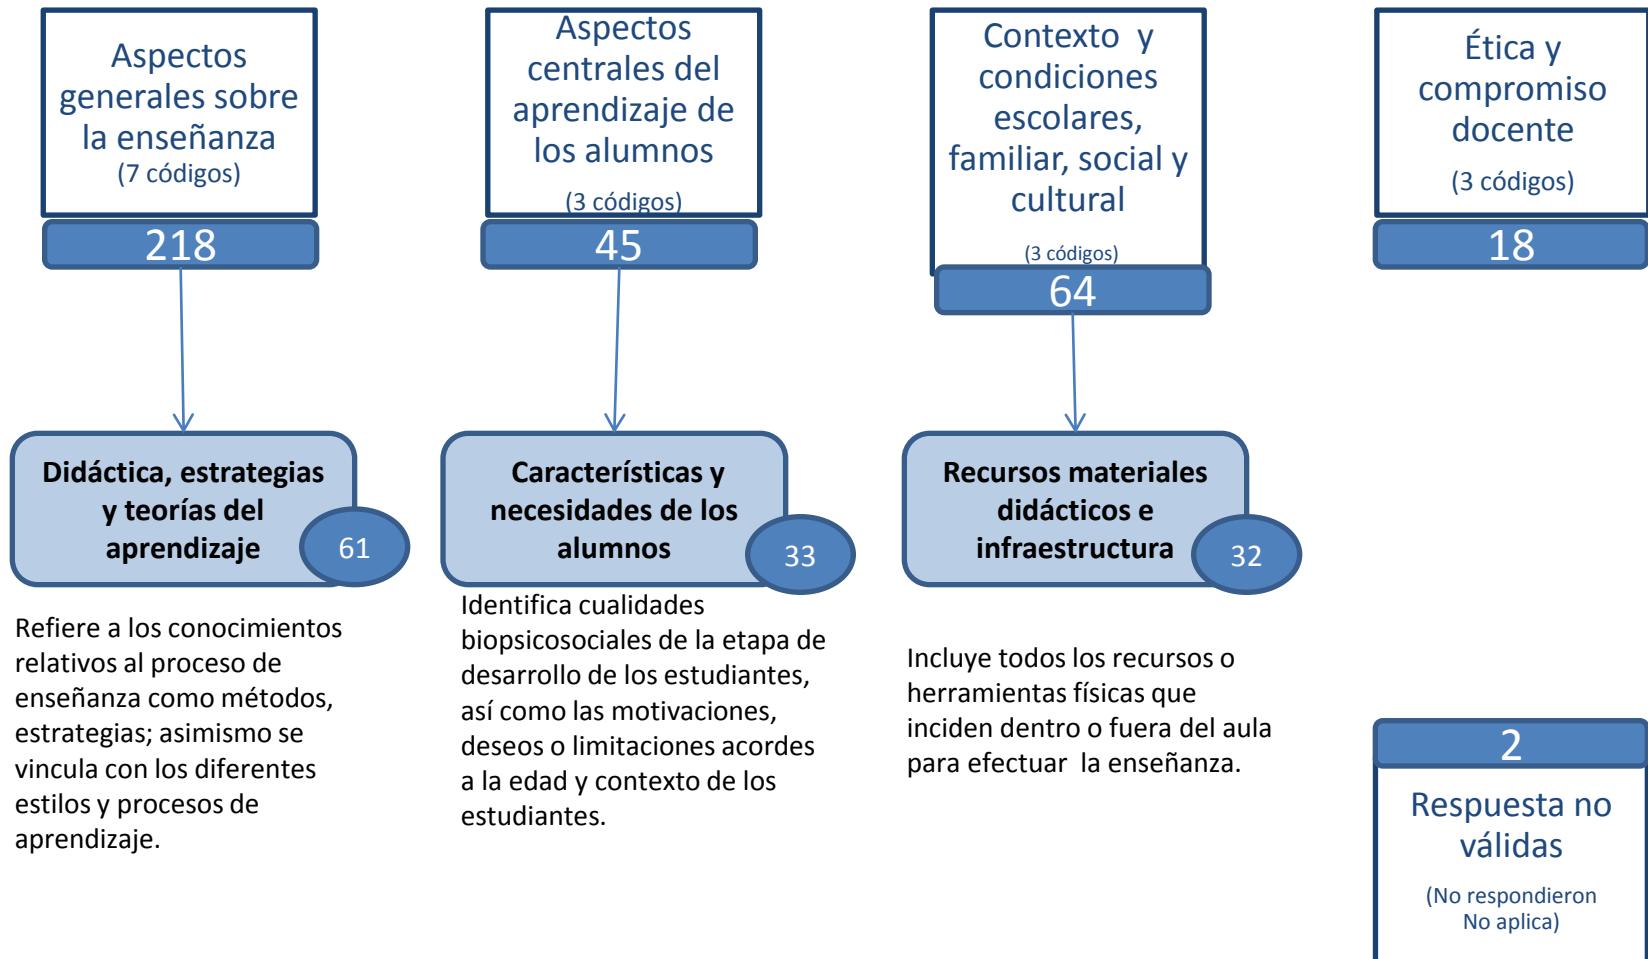 Aspectos
generales sobre
la enseñanza
(7 códigos)
218
Aspectos
centrales del
aprendizaje de
los alumnos
(3 códigos)
45
Contexto y
condiciones
escolares,
familiar, social y
cultural
(3 códigos)
64
Ética y
compromiso
docente
(3 códigos)
18
Didáctica, estrategias
y teorías del
aprendizaje
61
Refiere a los conocimientos
relativos al proceso de
enseñanza como métodos,
estrategias; asimismo se
vincula con los diferentes
estilos y procesos de
aprendizaje.
Características y
necesidades de los
alumnos
33
Identifica cualidades
biopsicosociales de la etapa de
desarrollo de los estudiantes,
así como las motivaciones,
deseos o limitaciones acordes
a la edad y contexto de los
estudiantes.
Recursos materiales
didácticos e
infraestructura
32
Incluye todos los recursos o
herramientas físicas que
inciden dentro o fuera del aula
para efectuar la enseñanza.
2
Respuesta no
válidas
(No respondieron
No aplica)